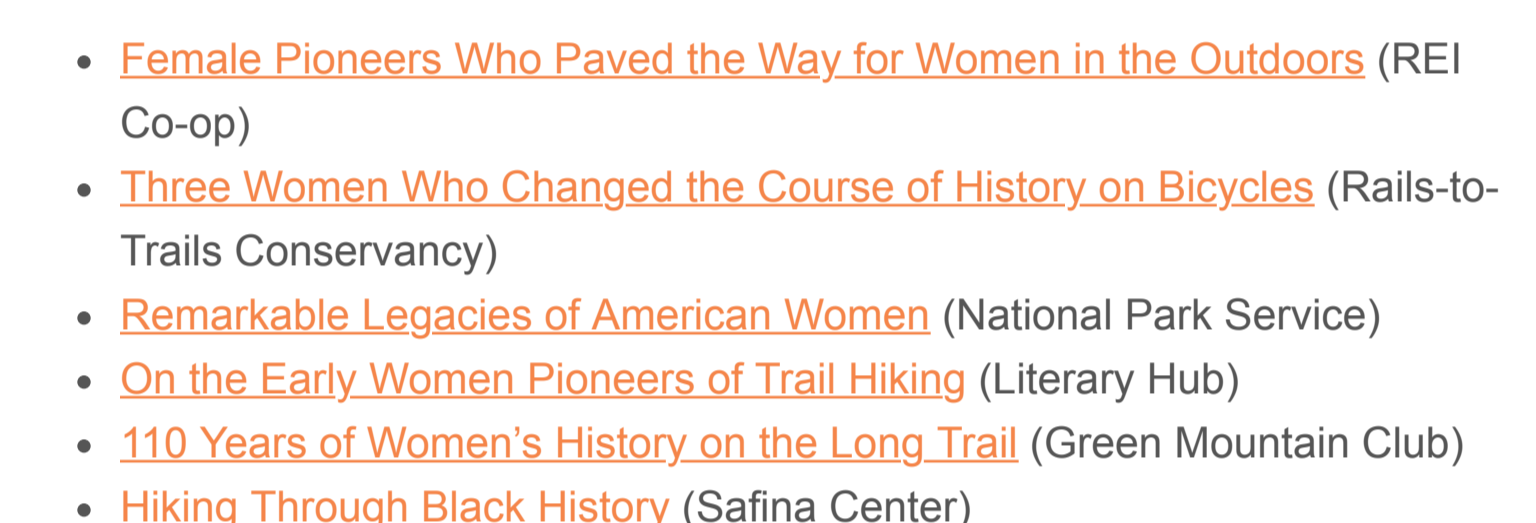 • Female Pioneers Who Paved the Way for Women in the Outdoors (REI
Co-op)
• Three Women Who Changed the Course of History on Bicycles (Rails-to-
Trails Conservancy)
• Remarkable Legacies of American Women (National Park Service)
• On the Early Women Pioneers of Trail Hiking (Literary Hub)
• 110 Years of Women’s History on the Long Trail (Green Mountain Club)
• Hiking Through Black History (Safina Center)